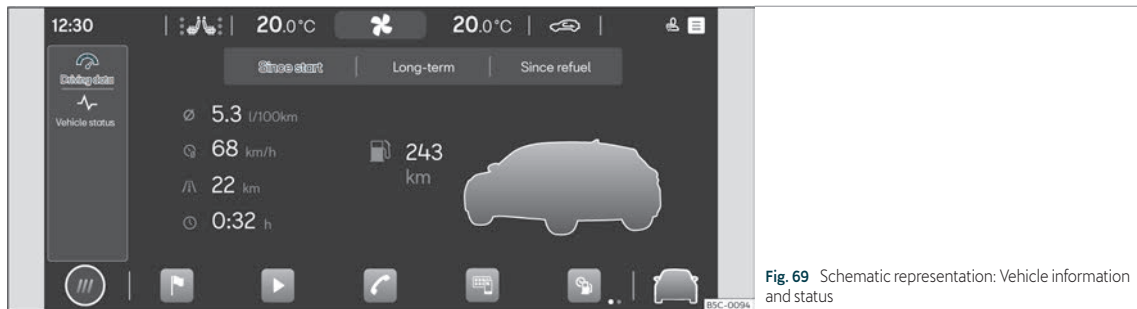 12:30
20.0°C
20.0°C
Driving data
Vehicle status
Since start
Long-term
Since refuel
Ø 5.3 l/100km
68 km/h
22 km
0:32 h
243
km
B5C-0094
Fig. 69 Schematic representation: Vehicle information
and status